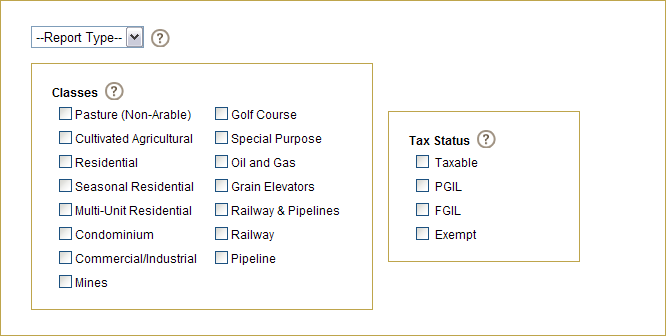 --Report Type-- ?
Classes ?
Pasture (Non-Arable)
Cultivated Agricultural
Residential
Seasonal Residential
Multi-Unit Residential
Condominium
Commercial/Industrial
Mines
Golf Course
Special Purpose
Oil and Gas
Grain Elevators
Railway & Pipelines
Railway
Pipeline
Tax Status ?
Taxable
PGIL
FGIL
Exempt